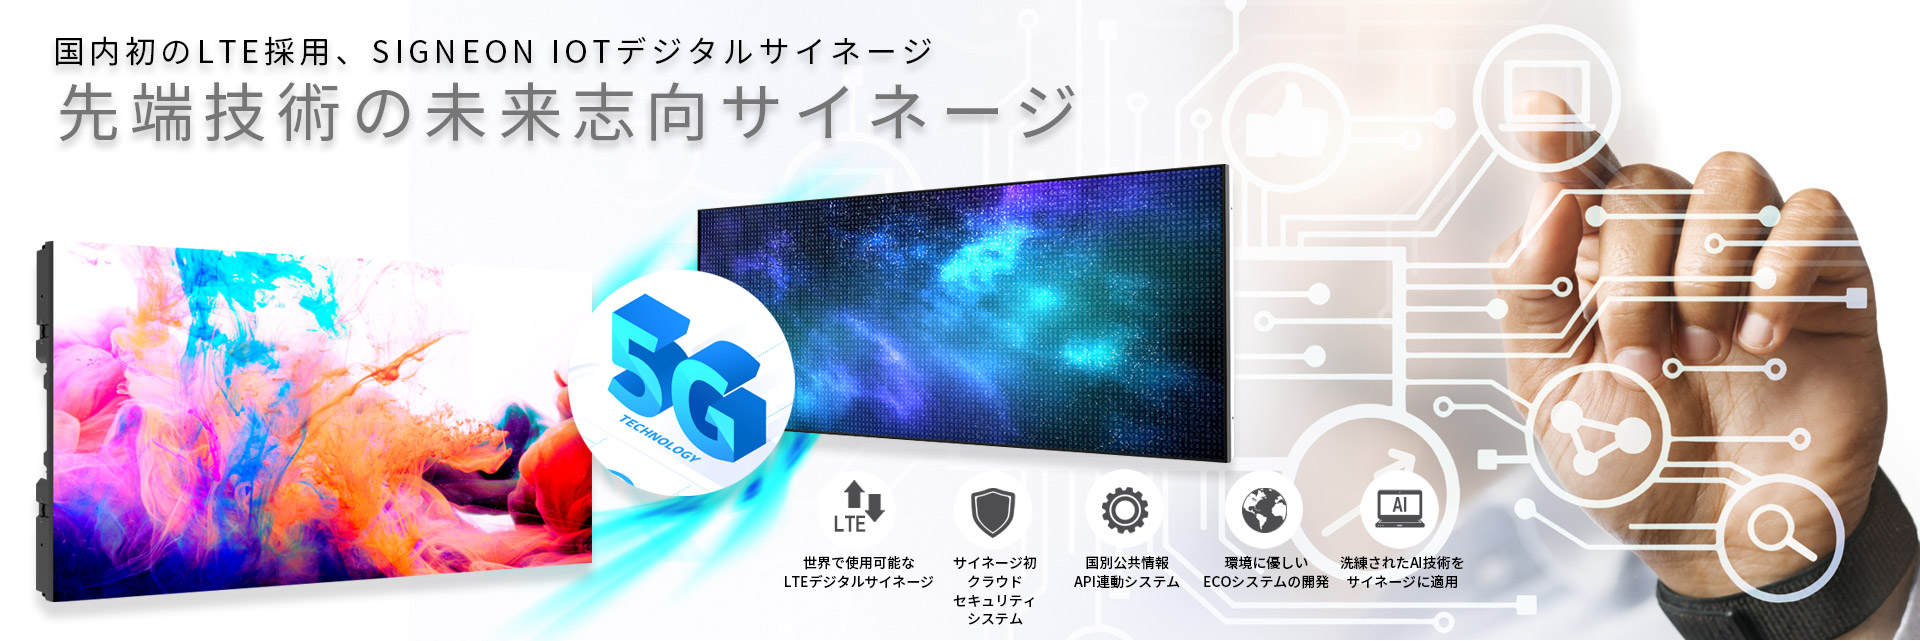 国内初のLTE採用、SIGNEON IOTデジタルサイネージ
先端技術の未来志向サイネージ
5G
TECHNOLOGY
LTE
世界で使用可能な
LTEデジタルサイネージ
サイネージ初
クラウド
セキュリティ
システム
国別公共情報
API連動システム
環境に優しい
ECOシステムの開発
AI
洗練されたAI技術を
サイネージに適用